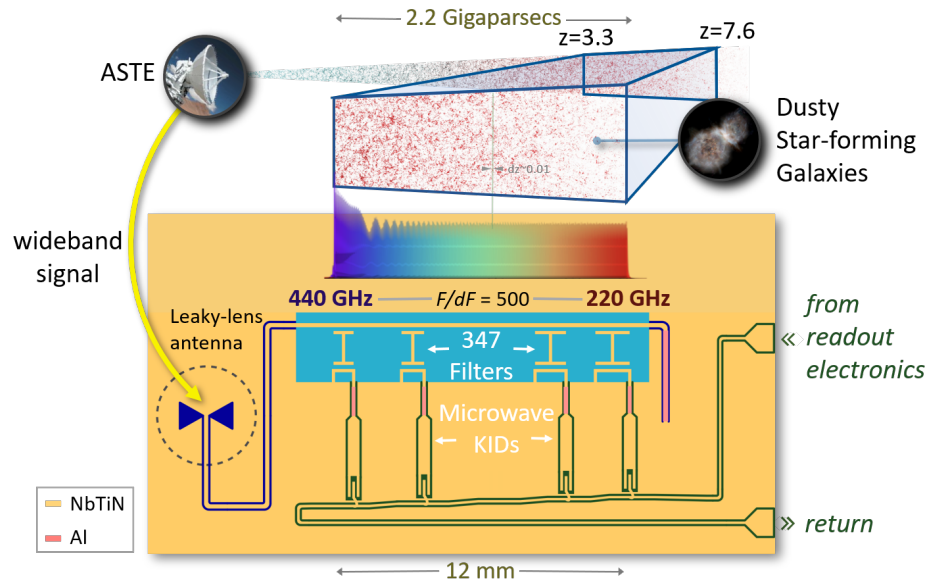 2.2 Gigaparsecs
z=3.3
z=7.6
ASTE
Dusty
Star-forming
Galaxies
dz~0.01
wideband
signal
440 GHz
F/dF = 500
220 GHz
Leaky-lens
antenna
347
Filters
from
readout
electronics
Microwave
KIDs
NbTiN
Al
return
12 mm